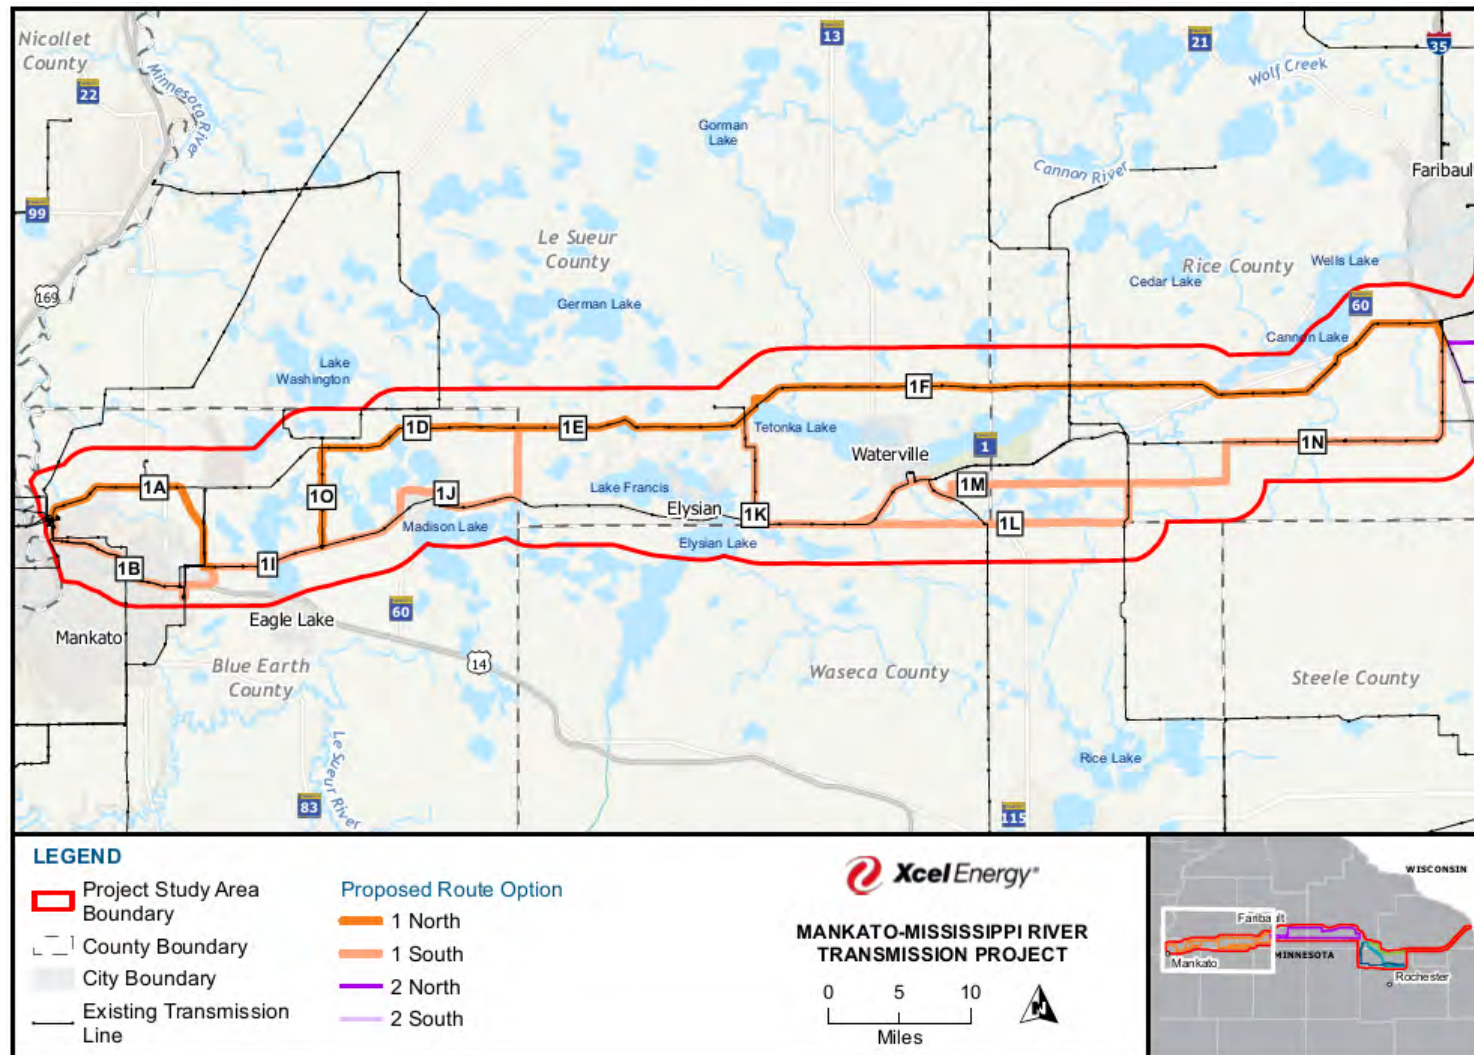 Nicollet
County
22
Minnesota
River
99
169
13
21
35
Wolf Creek
Gorman
Lake
Cannon River
Faribault
Le Sueur
County
Rice County
Wells Lake
Cedar Lake
60
German Lake
Cannon Lake
Lake
Washington
1F
1D
1E
Tetonka Lake
1N
Waterville
1
1A
1O
1J
Lake Francis
1M
Elysian
1K
Madison Lake
1L
Elysian Lake
1B
1I
60
Eagle Lake
Mankato
14
Blue Earth
County
Waseca County
Steele County
Le Sueur
River
Rice Lake
83
115
LEGEND
Project Study Area
Boundary
County Boundary
City Boundary
Existing Transmission
Line
Proposed Route Option
1 North
1 South
2 North
2 South
Xcel Energy®
MANKATO-MISSISSIPPI RIVER
TRANSMISSION PROJECT
0 5 10
Miles
N
WISCONSIN
Faribault
MINNESOTA
Mankato
Rochester